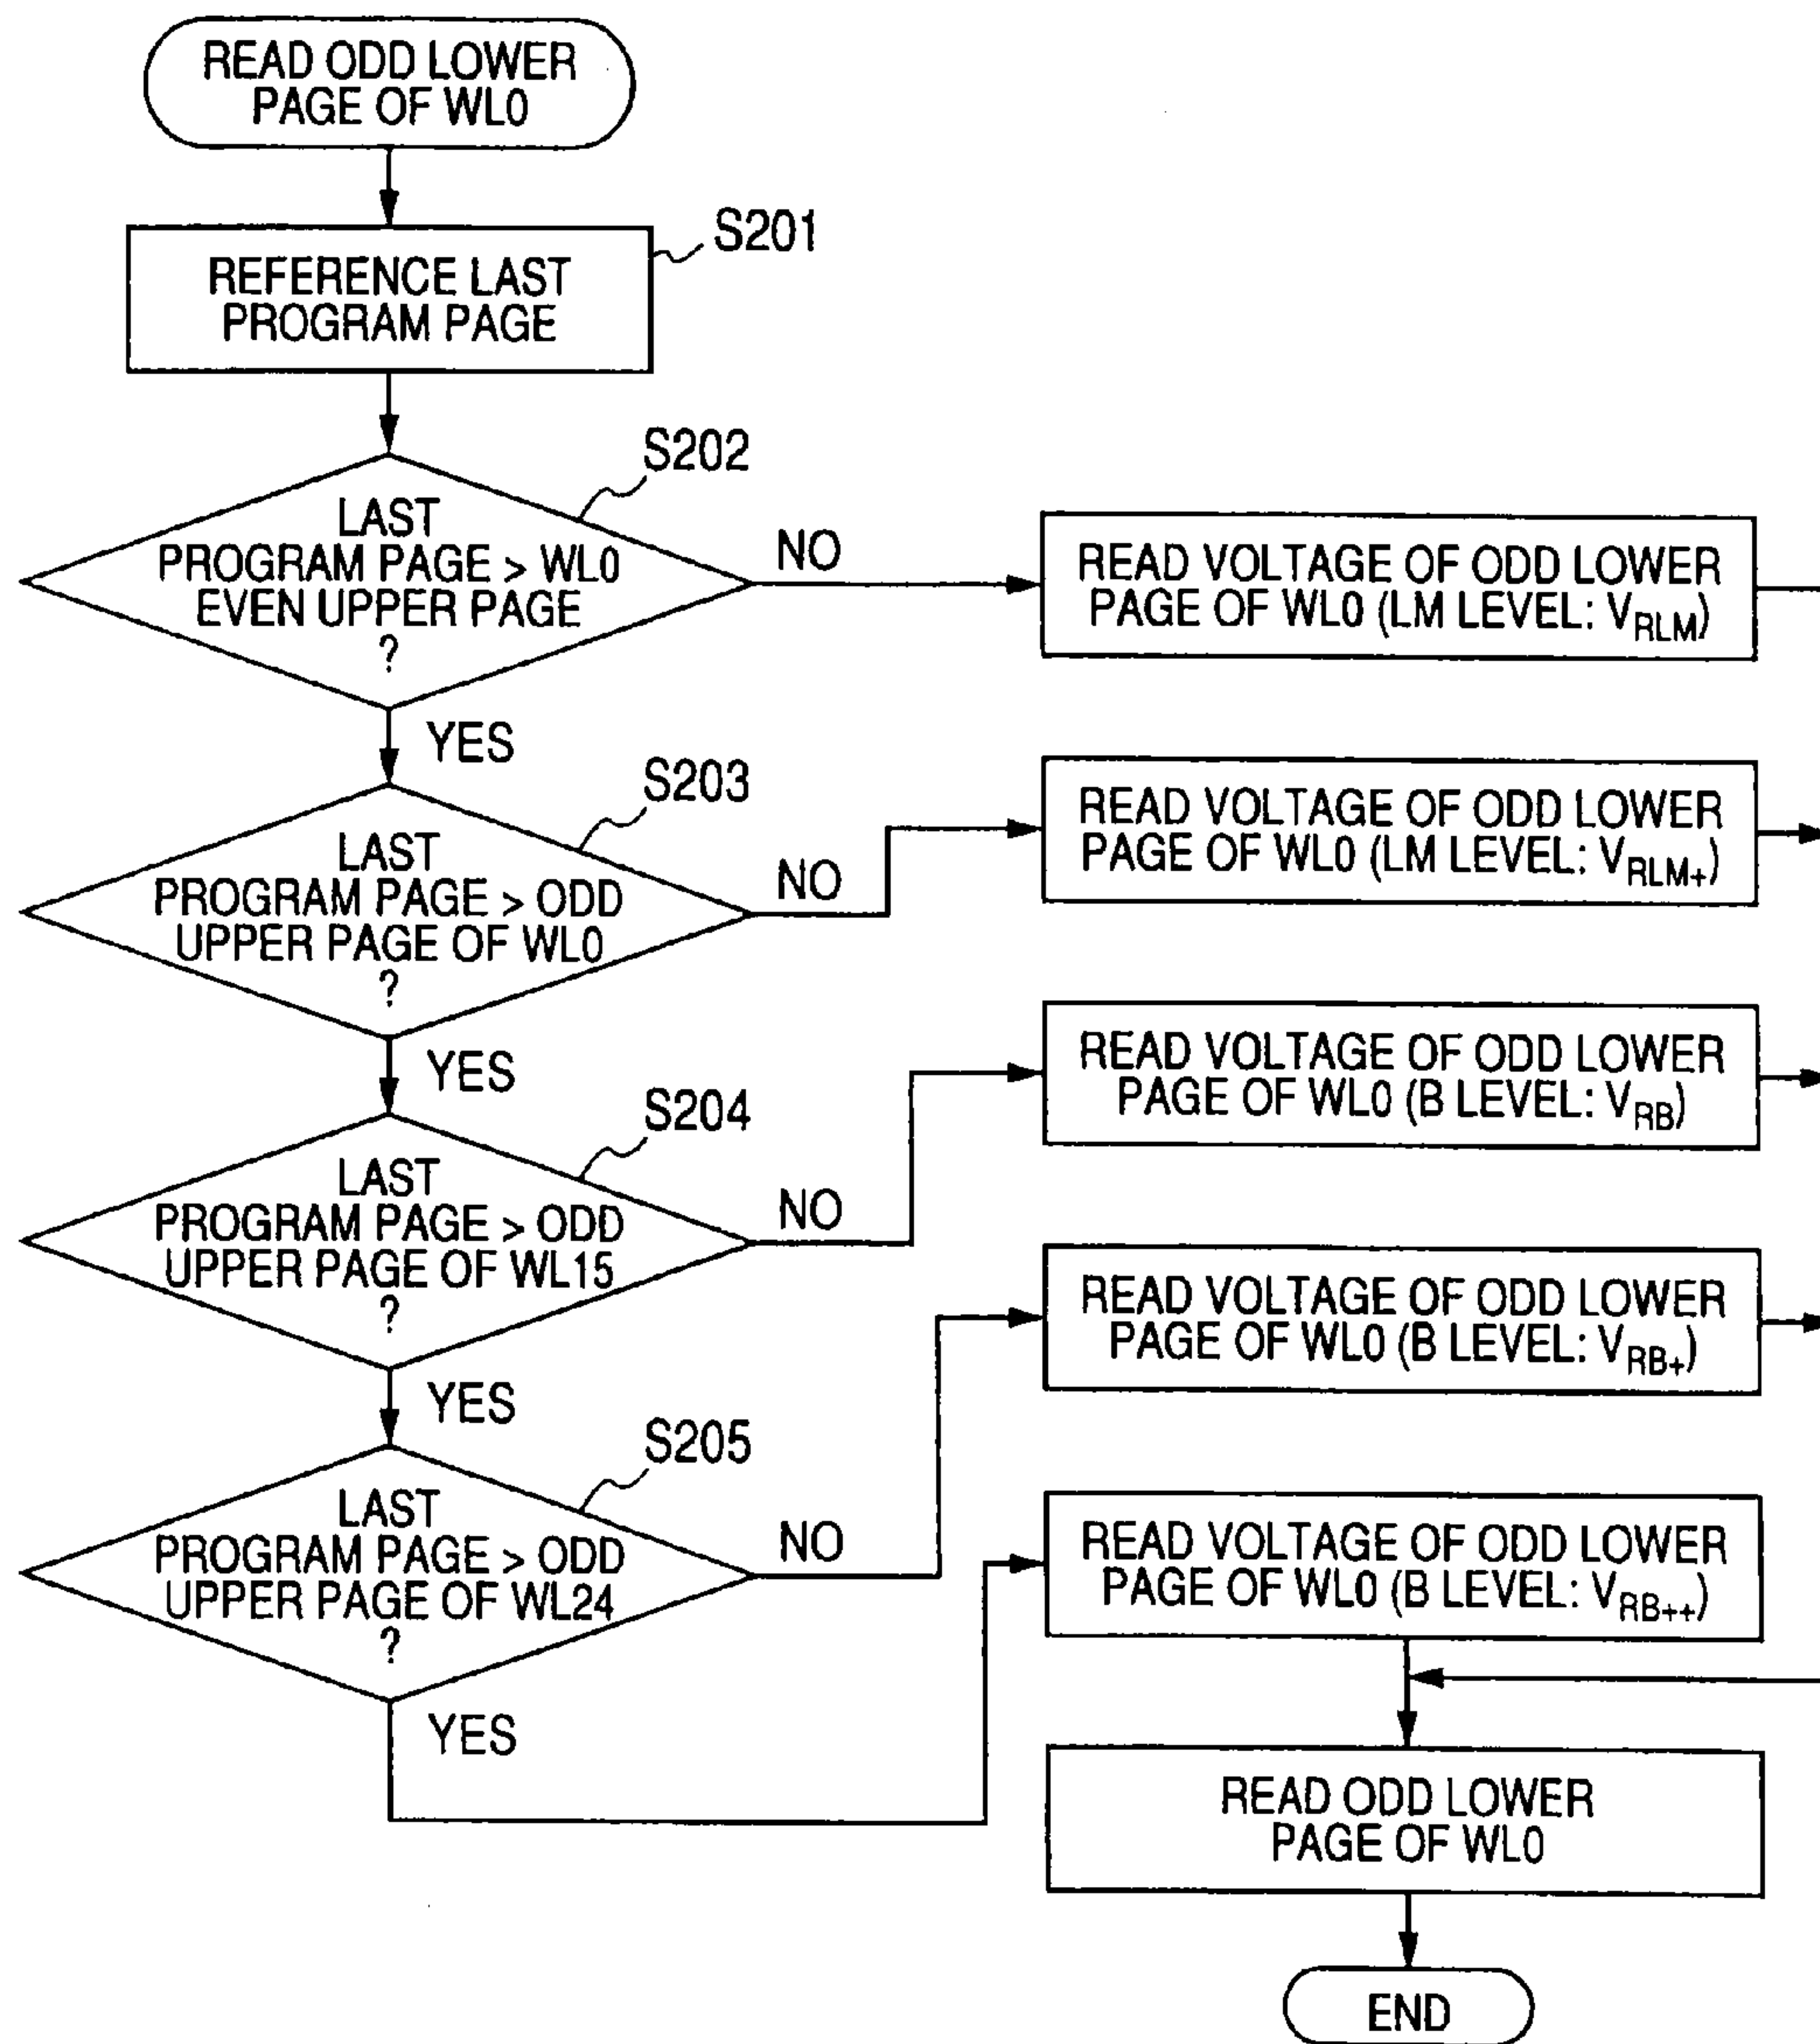 READ ODD LOWER
PAGE OF WL0
S201
REFERENCE LAST
PROGRAM PAGE
S202
LAST
PROGRAM PAGE > WL0
EVEN UPPER PAGE
?
NO
READ VOLTAGE OF ODD LOWER
PAGE OF WL0 (LM LEVEL: VRLM)
YES
S203
LAST
PROGRAM PAGE > ODD
UPPER PAGE OF WL0
?
NO
READ VOLTAGE OF ODD LOWER
PAGE OF WL0 (LM LEVEL: VRLM+)
YES
S204
LAST
PROGRAM PAGE > ODD
UPPER PAGE OF WL15
?
NO
READ VOLTAGE OF ODD LOWER
PAGE OF WL0 (B LEVEL: VRB)
YES
S205
LAST
PROGRAM PAGE > ODD
UPPER PAGE OF WL24
?
NO
READ VOLTAGE OF ODD LOWER
PAGE OF WL0 (B LEVEL: VRB+)
YES
READ VOLTAGE OF ODD LOWER
PAGE OF WL0 (B LEVEL: VRB++)
READ ODD LOWER
PAGE OF WL0
END